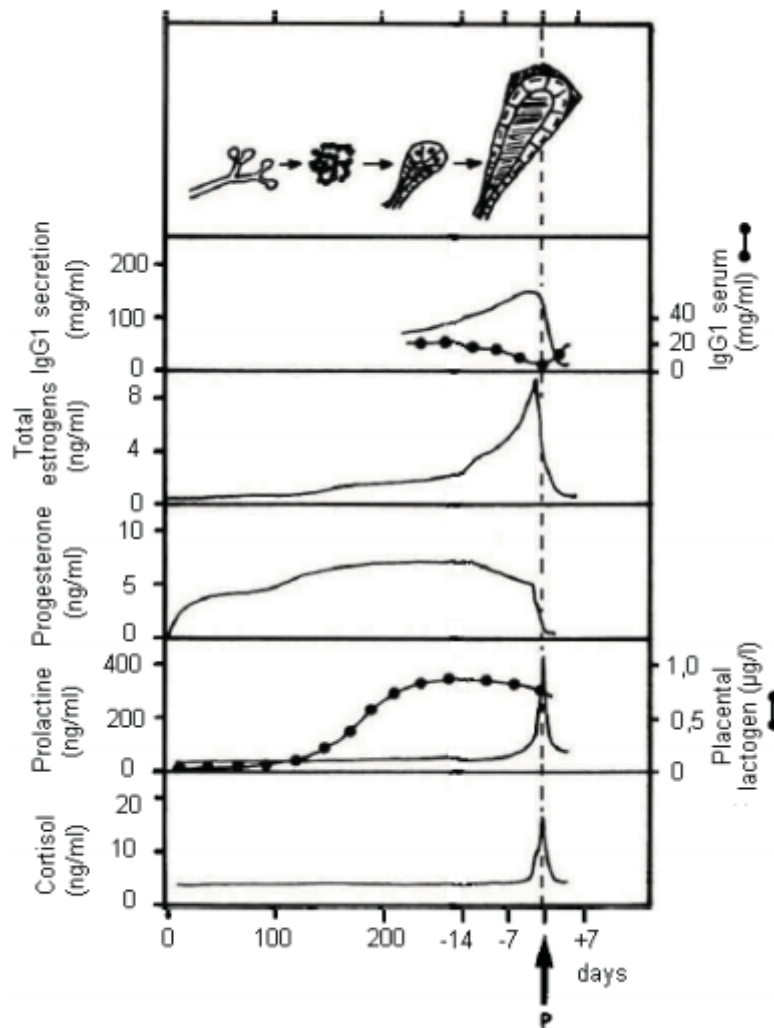 IgG1 secretion
(mg/ml)
200
100
0
40
20
0
IgG1 serum
(mg/ml)
Total
estrogens
(ng/ml)
8
4
0
Progesterone
(ng/ml)
10
5
0
Prolactine
(ng/ml)
400
200
0
1,0
0,5
0
Placental
lactogen (µg/l)
Cortisol
(ng/ml)
20
10
0
0 100 200 -14 -7 +7
days
P